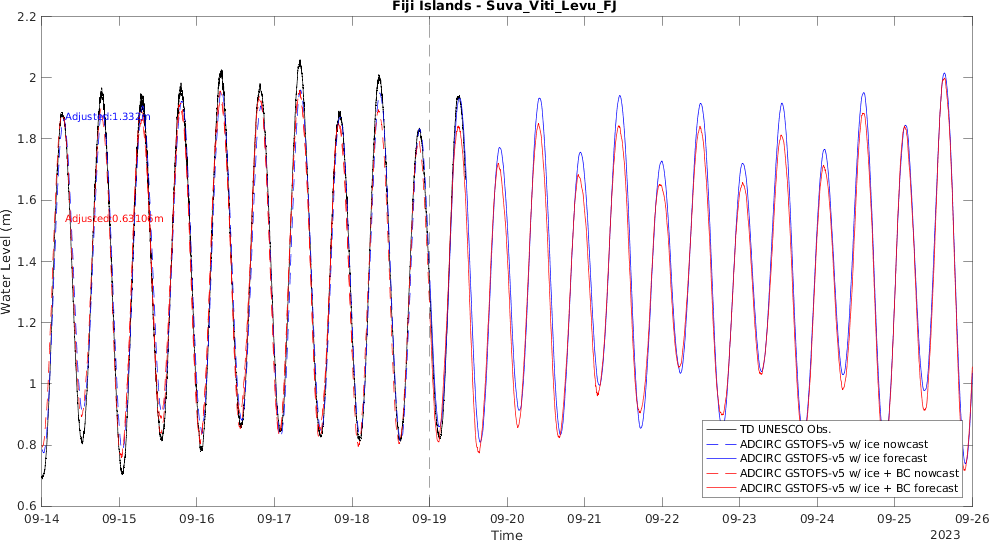 Fiji Islands - Suva_Viti_Levu_FJ
2.2
2
1.8
1.6
1.4
1.2
1
0.8
0.6
Water Level (m)
Adjusted:1.332m
Adjusted:0.63106m
TD UNESCO Obs.
ADCIRC GSTOFS-v5 w/ ice nowcast
ADCIRC GSTOFS-v5 w/ ice forecast
ADCIRC GSTOFS-v5 w/ ice + BC nowcast
ADCIRC GSTOFS-v5 w/ ice + BC forecast
09-14 09-15 09-16 09-17 09-18 09-19 09-20 09-21 09-22 09-23 09-24 09-25 09-26
Time
2023